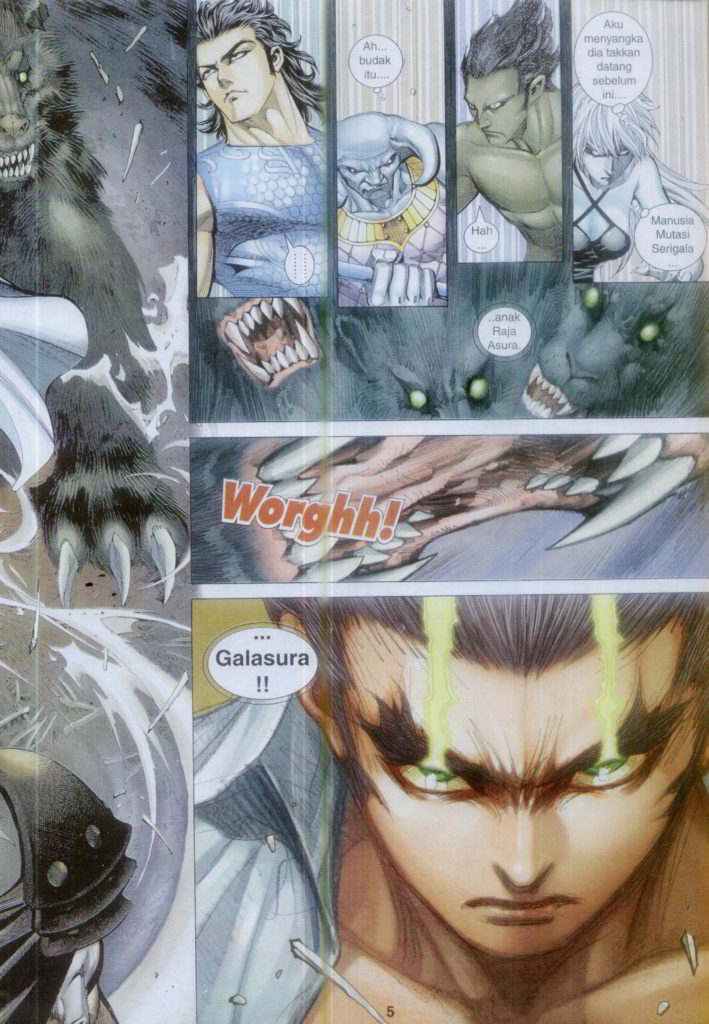 .......
Ah...
budak
itu....
Hah
...
Aku
menyangka
dia takkan
datang
sebelum
ini....
Manusia
Mutasi
Serigala
...
..anak
Raja
Asura.
Worghh!
...
Galasura
!!
5